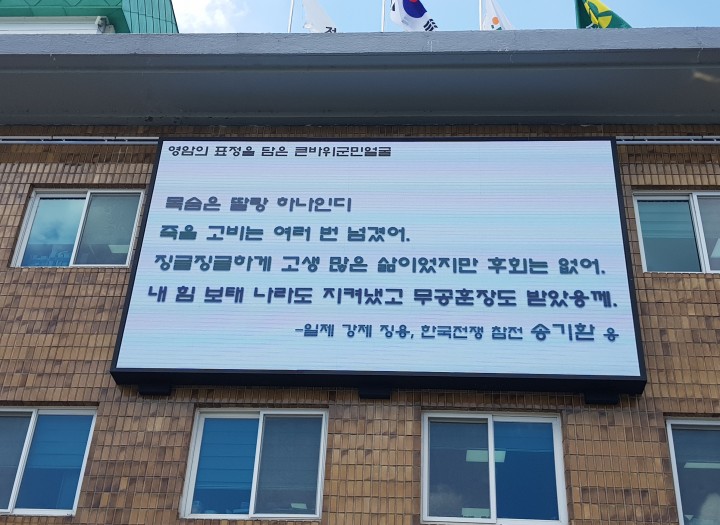 영암의 표정을 담은 큰바위군민얼굴
목숨은 딸랑 하나인디
죽을 고비는 여러 번 넘겼어.
징글징글하게 고생 많은 삶이었지만 후회는 없어.
내 힘 보태 나라도 지켜냈고 무공훈장도 받았응께.
-일제 강제 징용, 한국전쟁 참전 송기환 옹